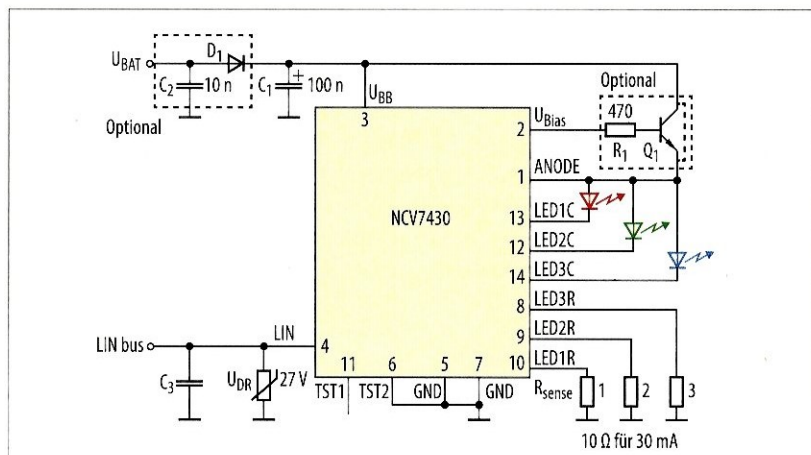 U_BAT
D1
C2
10 n
C1
+
100 n
Optional
U_BB
3
Optional
470
R1
Q1
2
U_Bias
1
ANODE
NCV7430
13
LED1C
12
LED2C
14
LED3C
8
LED3R
9
LED2R
10
LED1R
LIN bus
LIN
4
C3
U_DR
27 V
11
6
5
7
TST1
TST2
GND
GND
R_sense
1
2
3
10 Ω für 30 mA